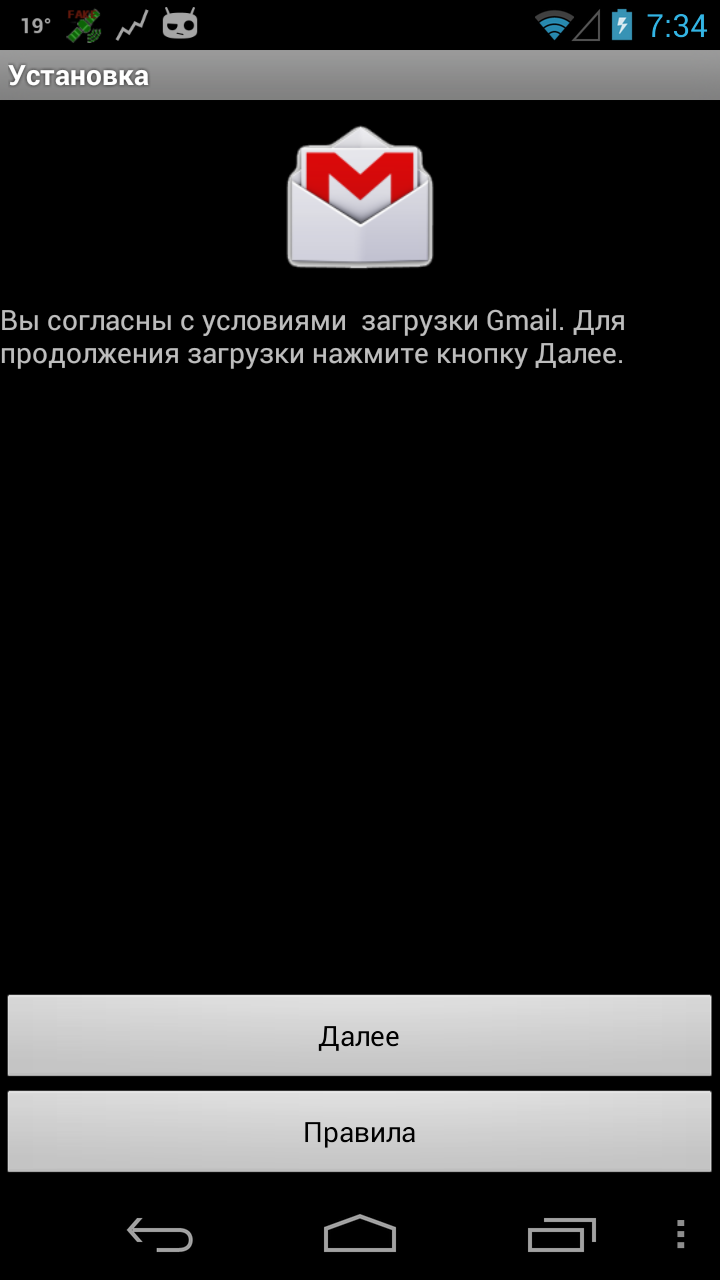 19° FAKE 7:34
Установка
Вы согласны с условиями  загрузки Gmail. Для
продолжения загрузки нажмите кнопку Далее.
Далее
Правила